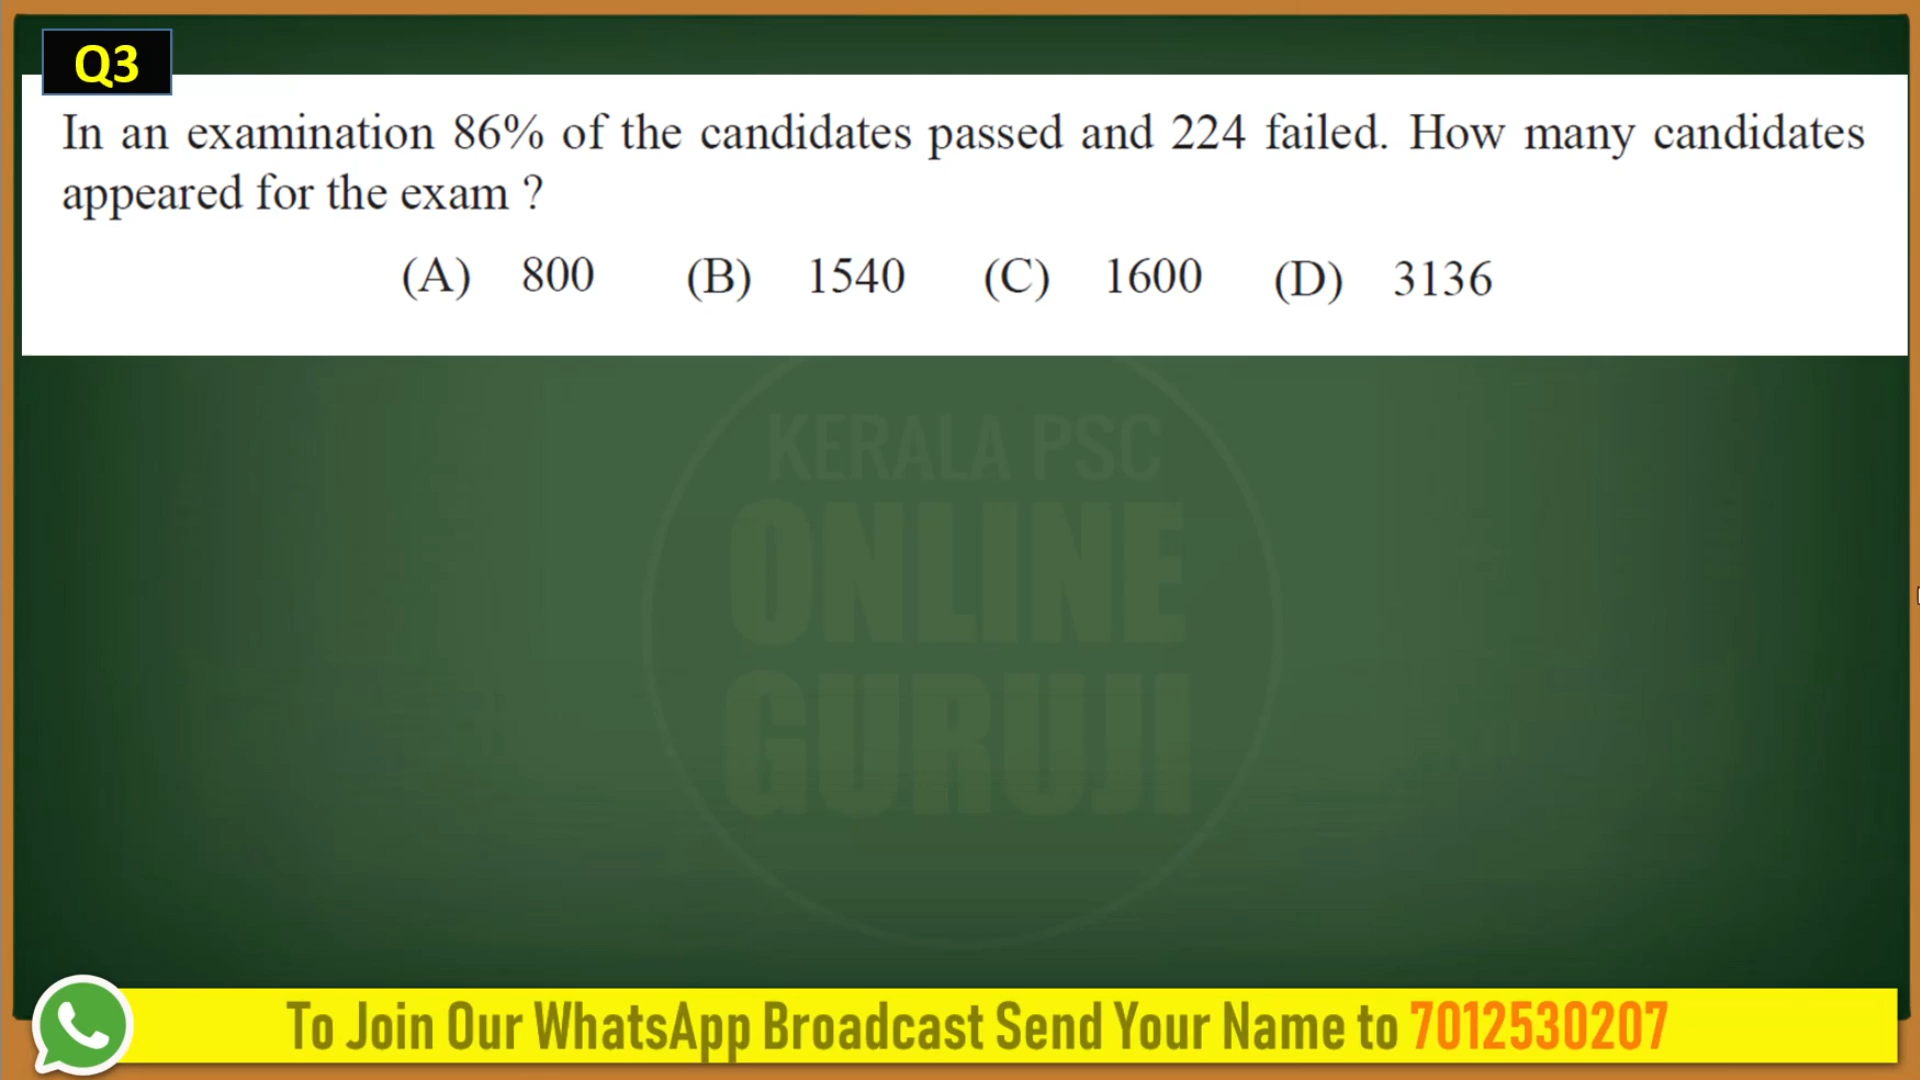 Q3
In an examination 86% of the candidates passed and 224 failed. How many candidates
appeared for the exam ?
(A) 800 (B) 1540 (C) 1600 (D) 3136
KERALA PSC
ONLINE
GURUJI
To Join Our WhatsApp Broadcast Send Your Name to 7012530207